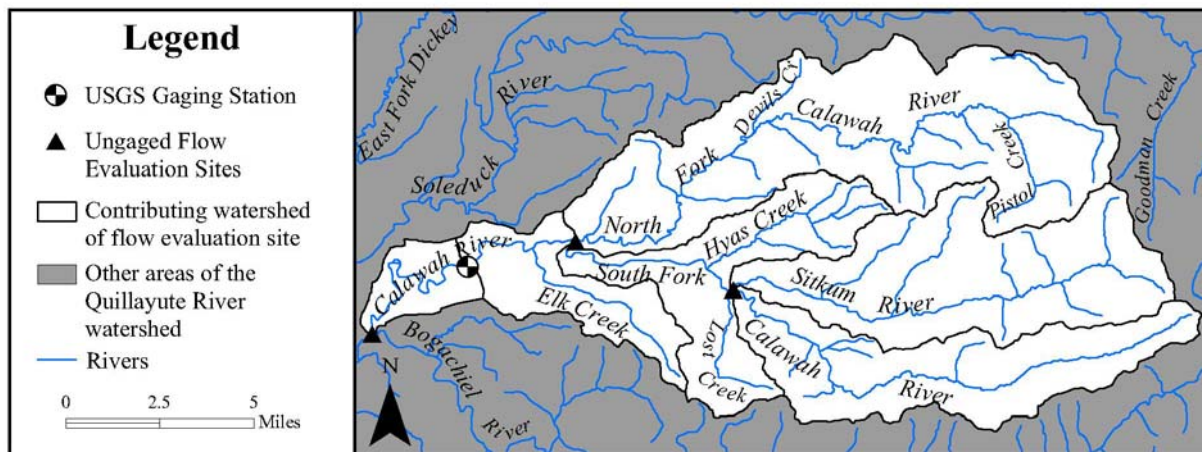 Legend
USGS Gaging Station
Ungaged Flow
Evaluation Sites
Contributing watershed
of flow evaluation site
Other areas of the
Quillayute River
watershed
Rivers
0 2.5 5
Miles
East Fork Dickey
River
Soleduck
Devils Cr
Calawah River
Fork
North
Creek
Pistol
Goodman Creek
Hyas Creek
Calawah River
South Fork
Sitkum River
Elk Creek
Lost
Creek
Calawah
River
Bogachiel
River
N